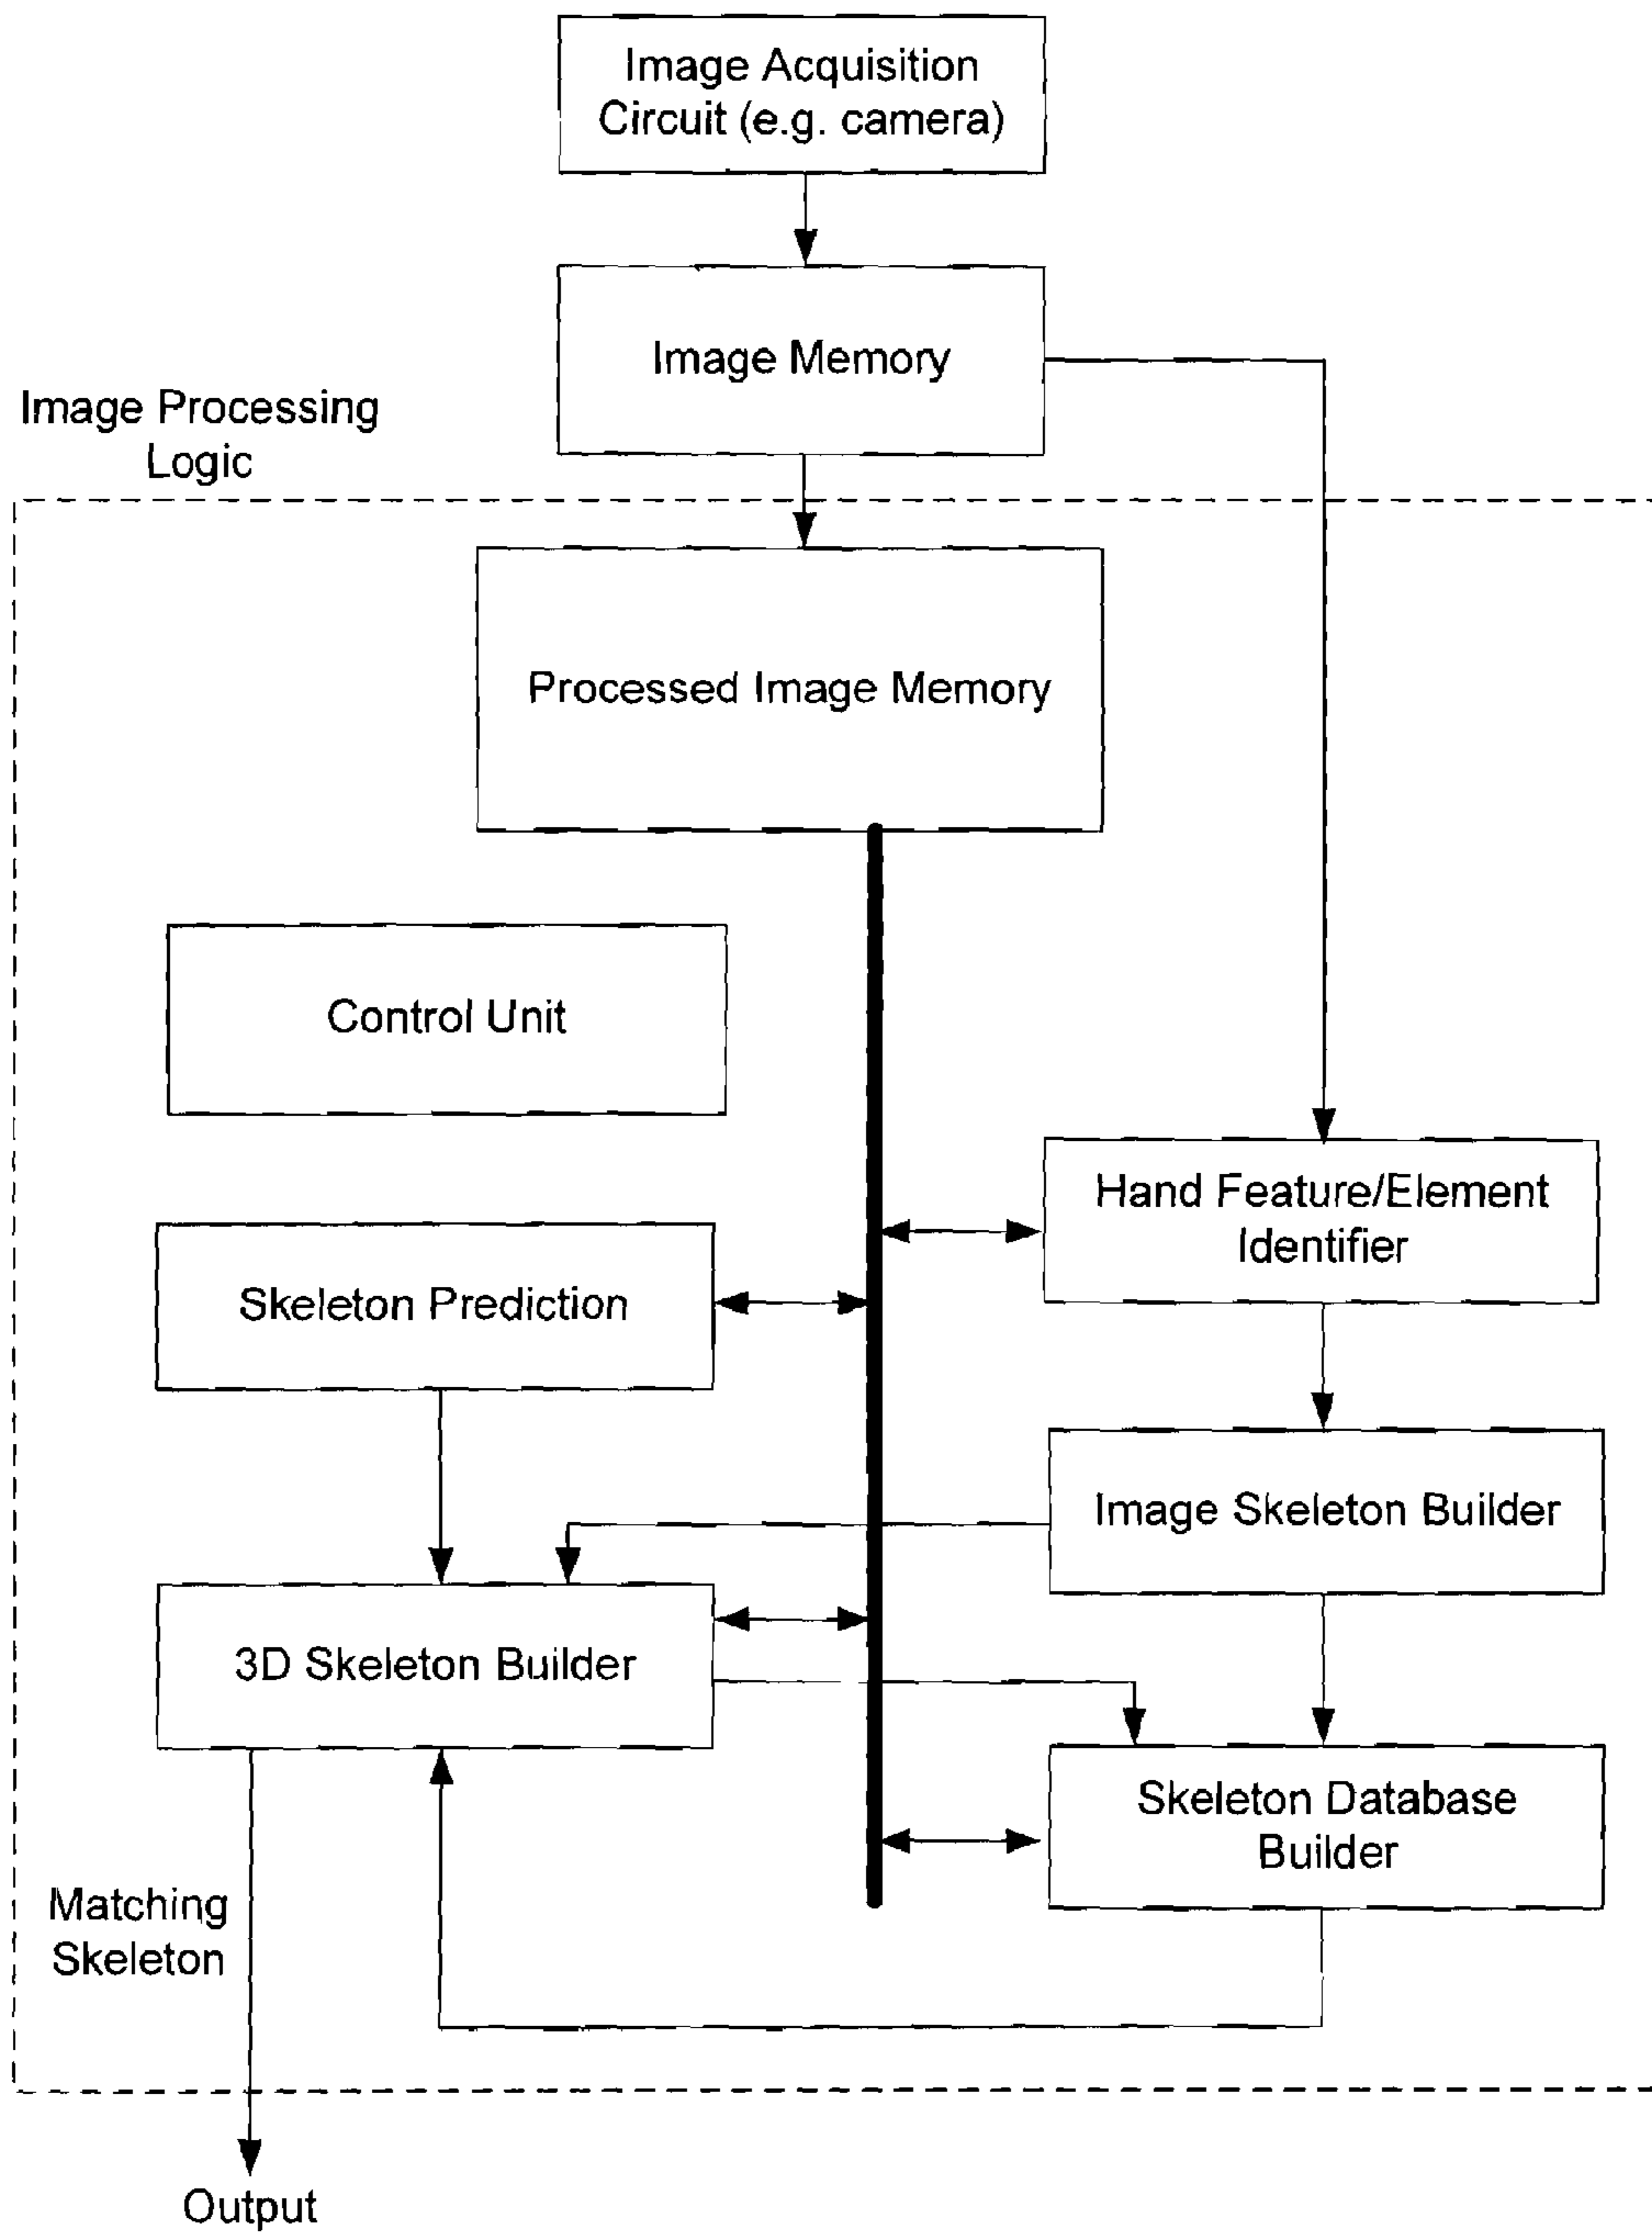 Image Acquisition
Circuit (e.g. camera)
Image Memory
Image Processing
Logic
Processed Image Memory
Control Unit
Hand Feature/Element
Identifier
Skeleton Prediction
Image Skeleton Builder
3D Skeleton Builder
Skeleton Database
Builder
Matching
Skeleton
Output